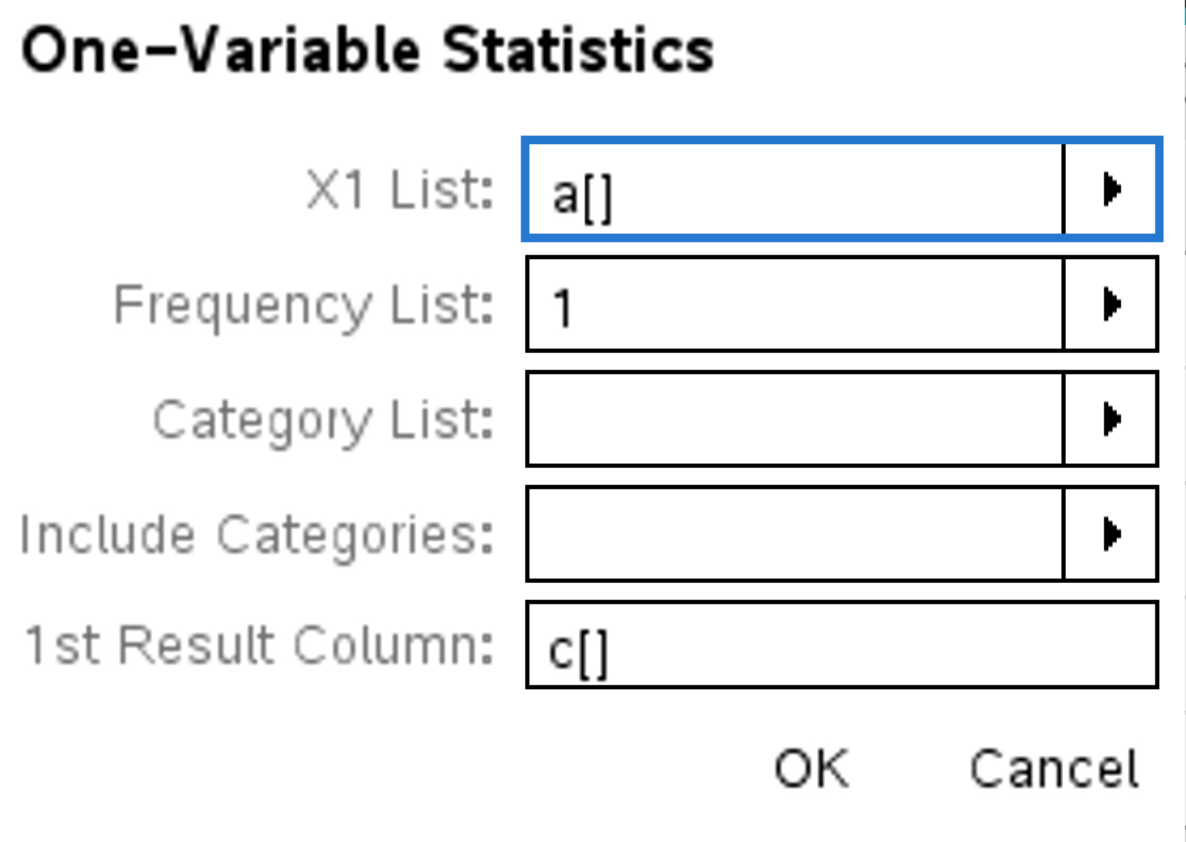 One-Variable Statistics
X1 List: a[]
Frequency List: 1
Category List:
Include Categories:
1st Result Column: c[]
OK Cancel